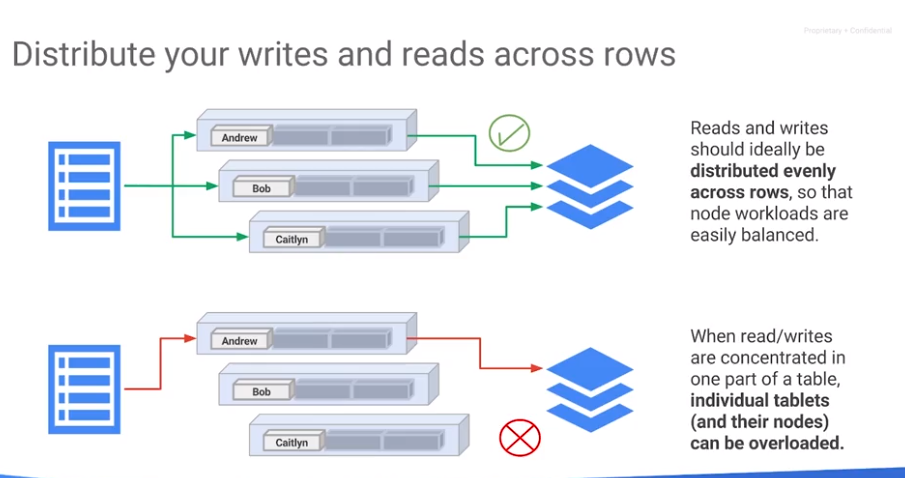 Proprietary + Confidential
Distribute your writes and reads across rows
Andrew
Bob
Caitlyn
Reads and writes
should ideally be
distributed evenly
across rows, so that
node workloads are
easily balanced.
Andrew
Bob
Caitlyn
When read/writes
are concentrated in
one part of a table,
individual tablets
(and their nodes)
can be overloaded.